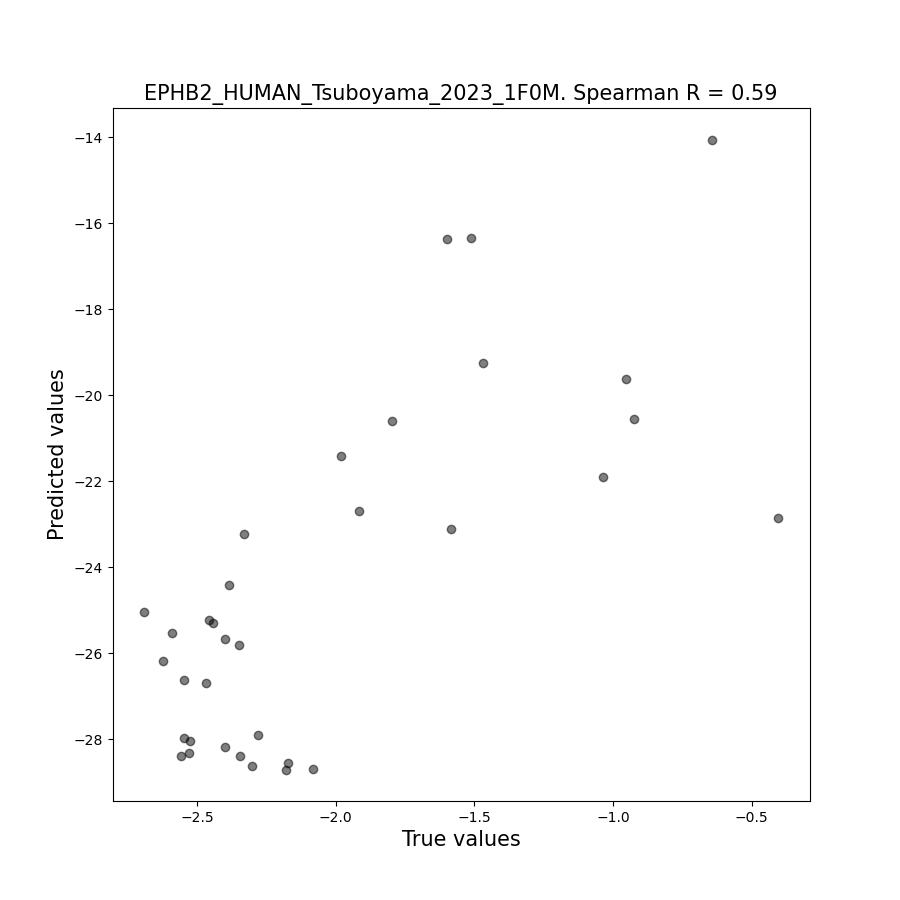 EPHB2_HUMAN_Tsuboyama_2023_1F0M. Spearman R = 0.59
−14
−16
−18
−20
−22
−24
−26
−28
Predicted values
−2.5 −2.0 −1.5 −1.0 −0.5
True values